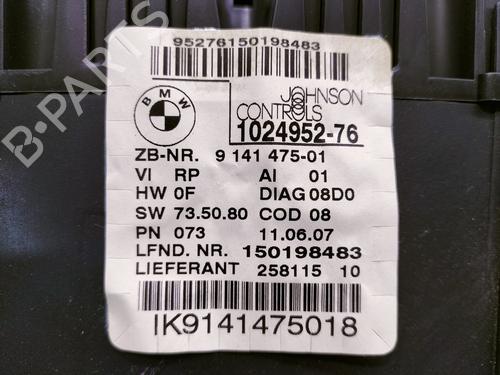 95276150198483
BMW
JOHNSON
CONTROLS
1024952-76
ZB-NR. 9 141 475-01
VI RP AI 01
HW 0F DIAG 08D0
SW 73.50.80 COD 08
PN 073 11.06.07
LFND. NR. 150198483
LIEFERANT 258115 10
IK9141475018